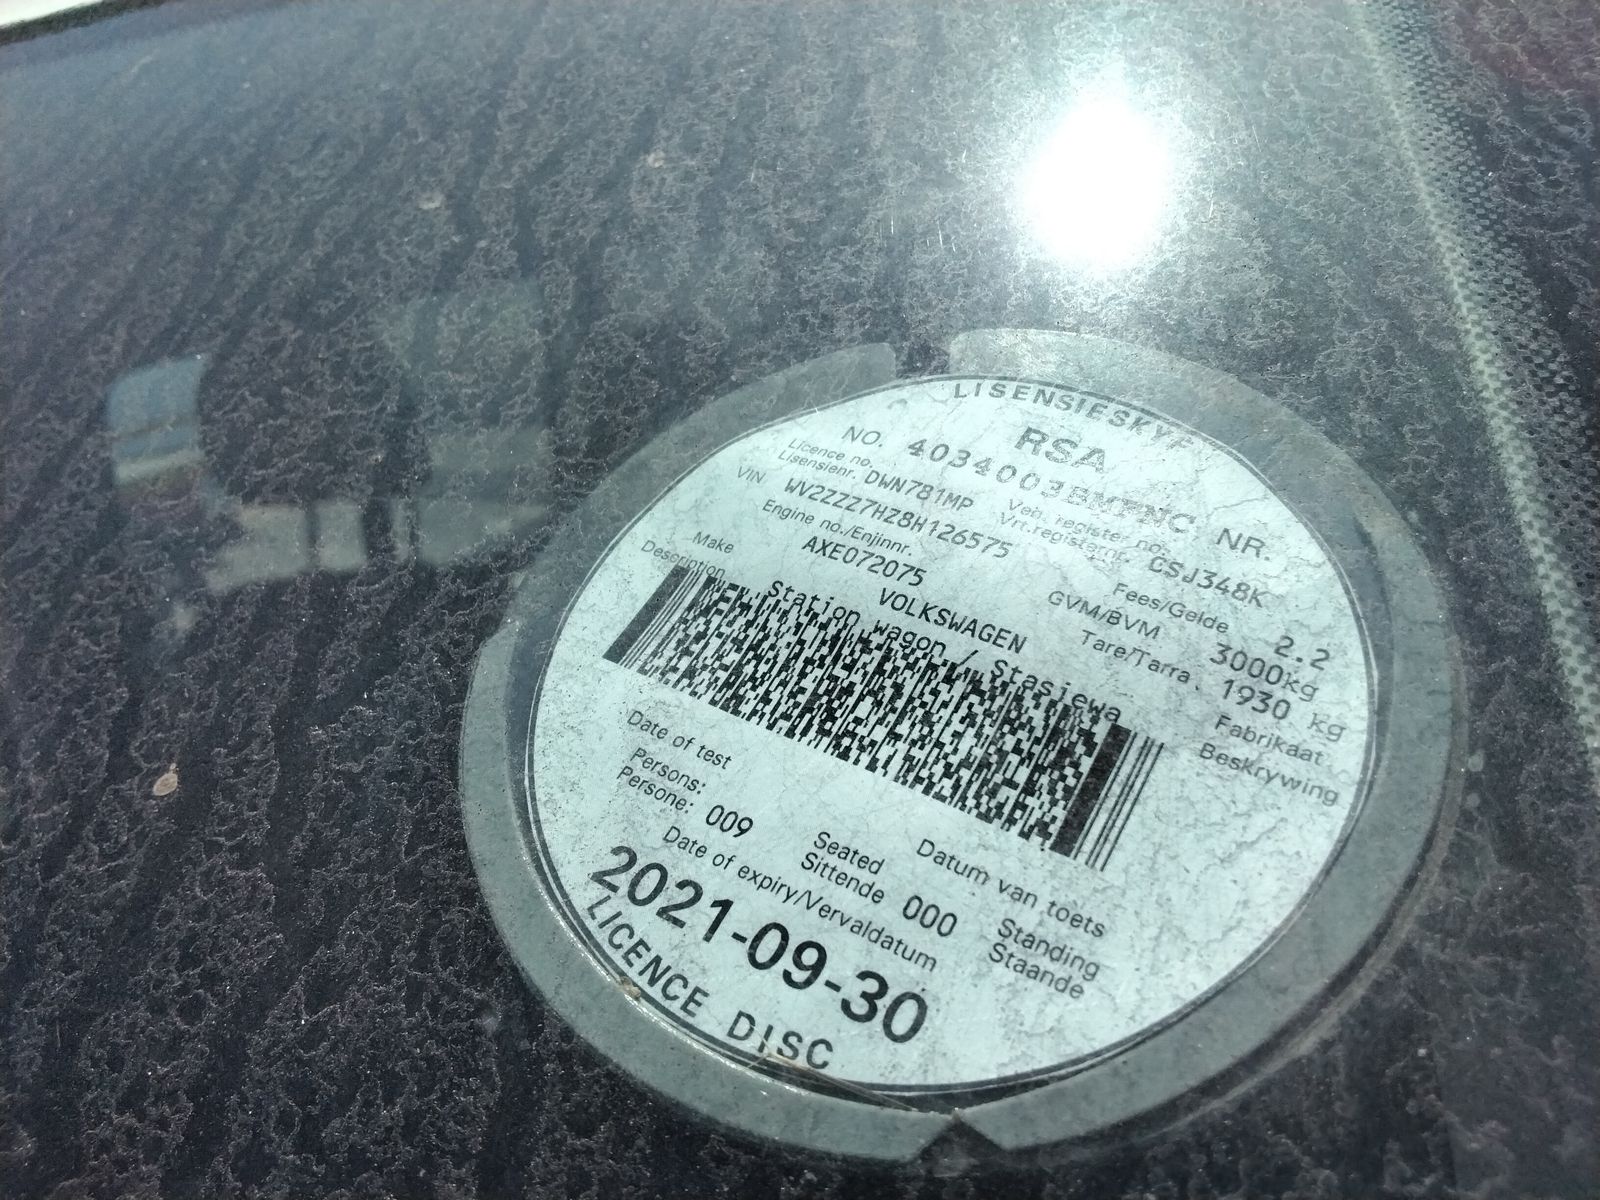 LISENSIESKYF
RSA
NO. 4034003BMTNC NR.
Licence no. DWN781MP Veh. register no. CSJ348K
Lisensienr. Vrt.registernr.
VIN WV2ZZZ7HZ8H126575 Fees/Gelde 2.2
Engine no./Enjinnr. GVM/BVM 3000kg
AXE072075 Tare/Tarra 1930 kg
Make VOLKSWAGEN Fabrikaat
Description Station wagon / Stasiewa Beskrywing
Date of test Datum van toets
Persons: 009 Seated 000 Standing
Persone: Sittende Staande
Date of expiry/Vervaldatum
2021-09-30
LICENCE DISC